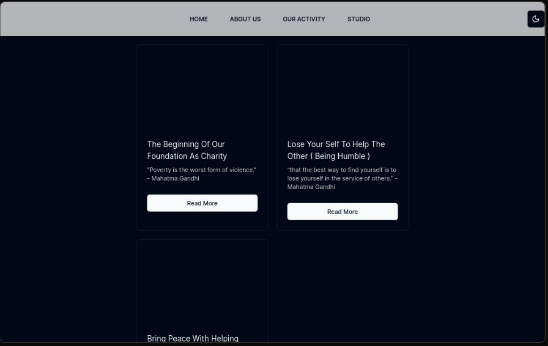 HOME ABOUT US OUR ACTIVITY STUDIO
The Beginning Of Our
Foundation As Charity
"Poverty is the worst form of violence."
- Mahatma Gandhi
Read More
Lose Your Self To Help The
Other ( Being Humble )
"that the best way to find yourself is to
lose yourself in the service of others." -
Mahatma Gandhi
Read More
Bring Peace With Helping